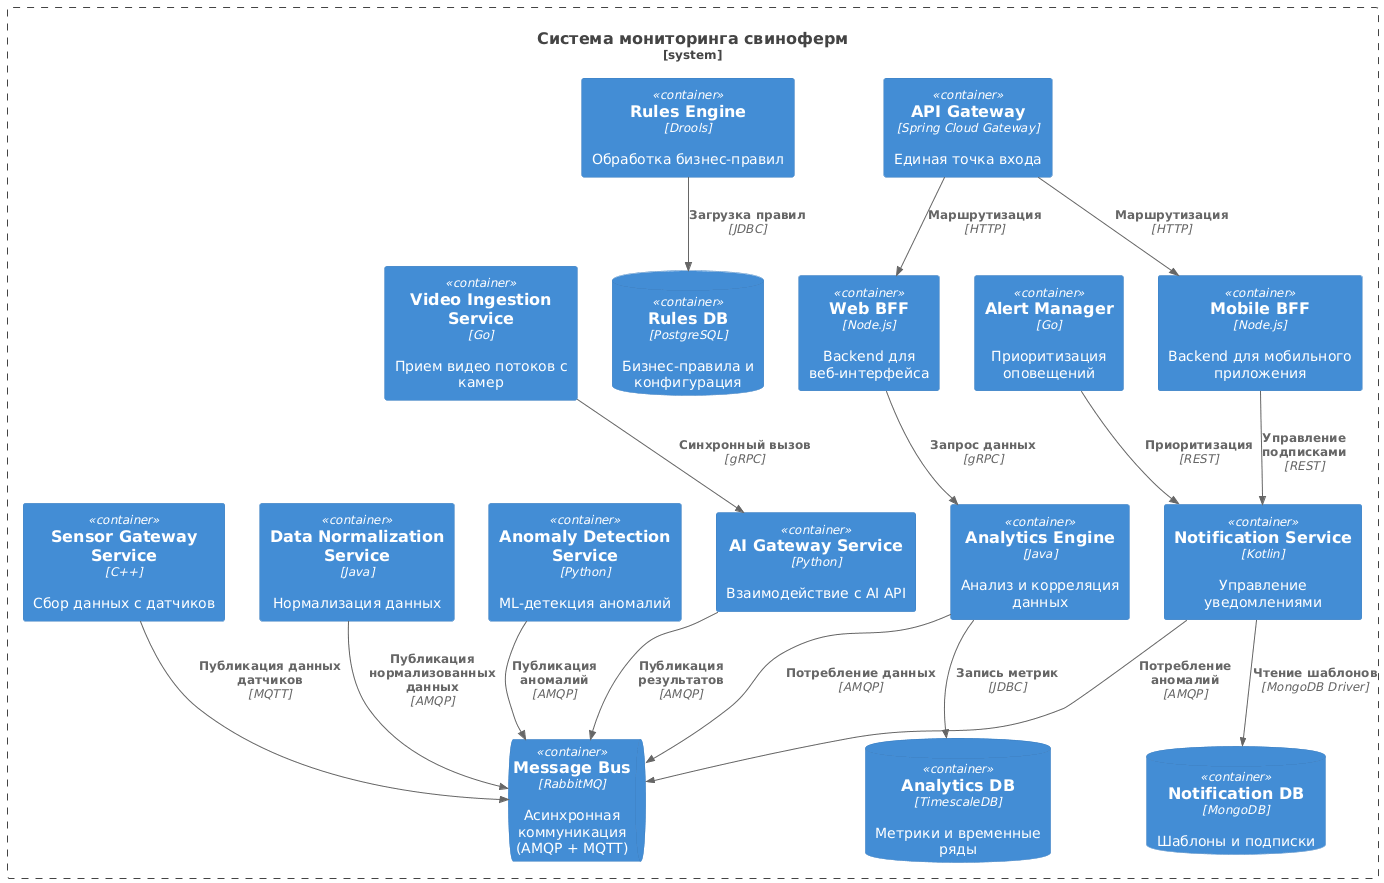 Система мониторинга свиноферм
[system]
«container»
Rules Engine
[Drools]
Обработка бизнес-правил
«container»
API Gateway
[Spring Cloud Gateway]
Единая точка входа
Загрузка правил
[JDBC]
Маршрутизация
[HTTP]
Маршрутизация
[HTTP]
«container»
Video Ingestion
Service
[Go]
Прием видео потоков с
камер
«container»
Rules DB
[PostgreSQL]
Бизнес-правила и
конфигурация
«container»
Web BFF
[Node.js]
Backend для
веб-интерфейса
«container»
Alert Manager
[Go]
Приоритизация
оповещений
«container»
Mobile BFF
[Node.js]
Backend для мобильного
приложения
Синхронный вызов
[gRPC]
Запрос данных
[gRPC]
Приоритизация
[REST]
Управление
подписками
[REST]
«container»
Sensor Gateway
Service
[C++]
Сбор данных с датчиков
«container»
Data Normalization
Service
[Java]
Нормализация данных
«container»
Anomaly Detection
Service
[Python]
ML-детекция аномалий
«container»
AI Gateway Service
[Python]
Взаимодействие с AI API
«container»
Analytics Engine
[Java]
Анализ и корреляция
данных
«container»
Notification Service
[Kotlin]
Управление
уведомлениями
Публикация данных
датчиков
[MQTT]
Публикация
нормализованных
данных
[AMQP]
Публикация
аномалий
[AMQP]
Публикация
результатов
[AMQP]
Потребление данных
[AMQP]
Запись метрик
[JDBC]
Потребление
аномалий
[AMQP]
Чтение шаблонов
[MongoDB Driver]
«container»
Message Bus
[RabbitMQ]
Асинхронная
коммуникация
(AMQP + MQTT)
«container»
Analytics DB
[TimescaleDB]
Метрики и временные
ряды
«container»
Notification DB
[MongoDB]
Шаблоны и подписки